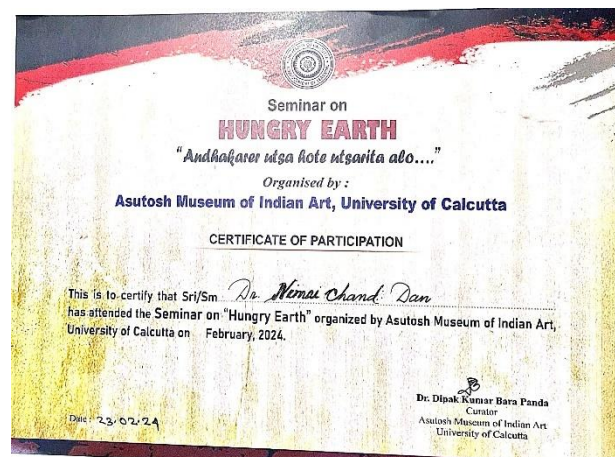 Seminar on
HUNGRY EARTH
"Andhakarer utsa hote utsarita alo...."
Organised by :
Asutosh Museum of Indian Art, University of Calcutta
CERTIFICATE OF PARTICIPATION
This is to certify that Sri/Sm Dr. Nemai Chand Dan
has attended the Seminar on "Hungry Earth" organized by Asutosh Museum of Indian Art,
University of Calcutta on February, 2024.
Dr. Dipak Kumar Bara Panda
Curator
Asutosh Museum of Indian Art
University of Calcutta
Date: 23.02.24